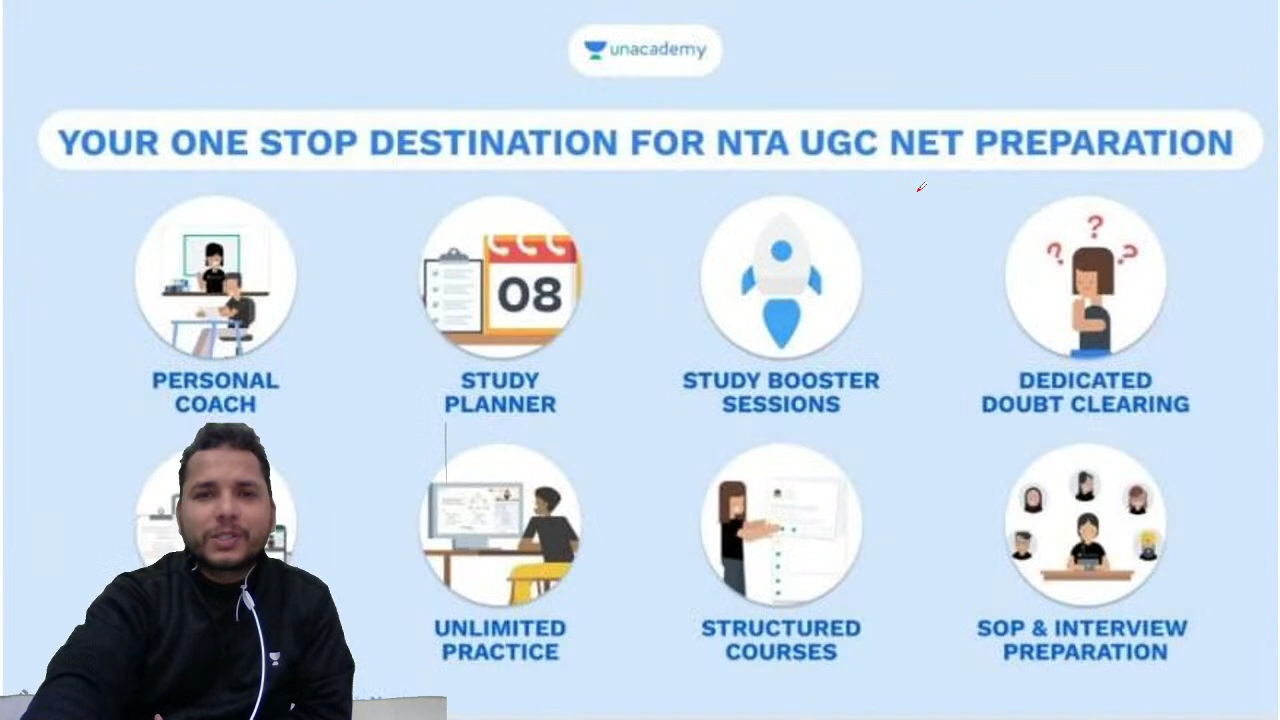 unacademy
YOUR ONE STOP DESTINATION FOR NTA UGC NET PREPARATION
08
PERSONAL
COACH
STUDY
PLANNER
STUDY BOOSTER
SESSIONS
DEDICATED
DOUBT CLEARING
? ? ?
UNLIMITED
PRACTICE
STRUCTURED
COURSES
SOP & INTERVIEW
PREPARATION